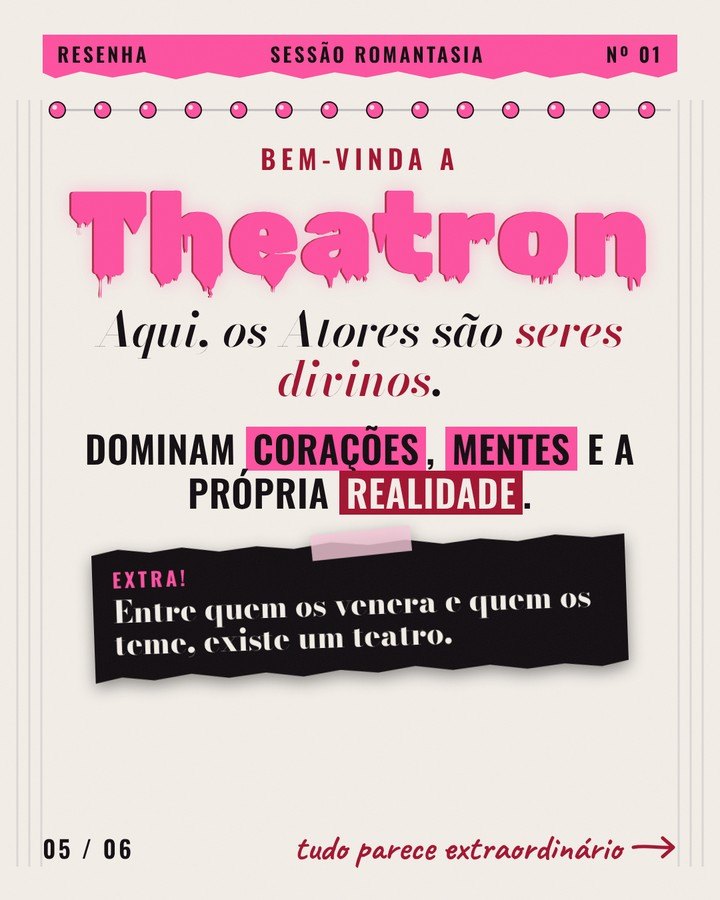 RESENHA SESSÃO ROMANTASIA Nº 01
BEM-VINDA A
Theatron
Aqui, os Atores são seres
divinos.
DOMINAM CORAÇÕES, MENTES E A
PRÓPRIA REALIDADE.
EXTRA!
Entre quem os venera e quem os
teme, existe um teatro.
05 / 06 tudo parece extraordinário →